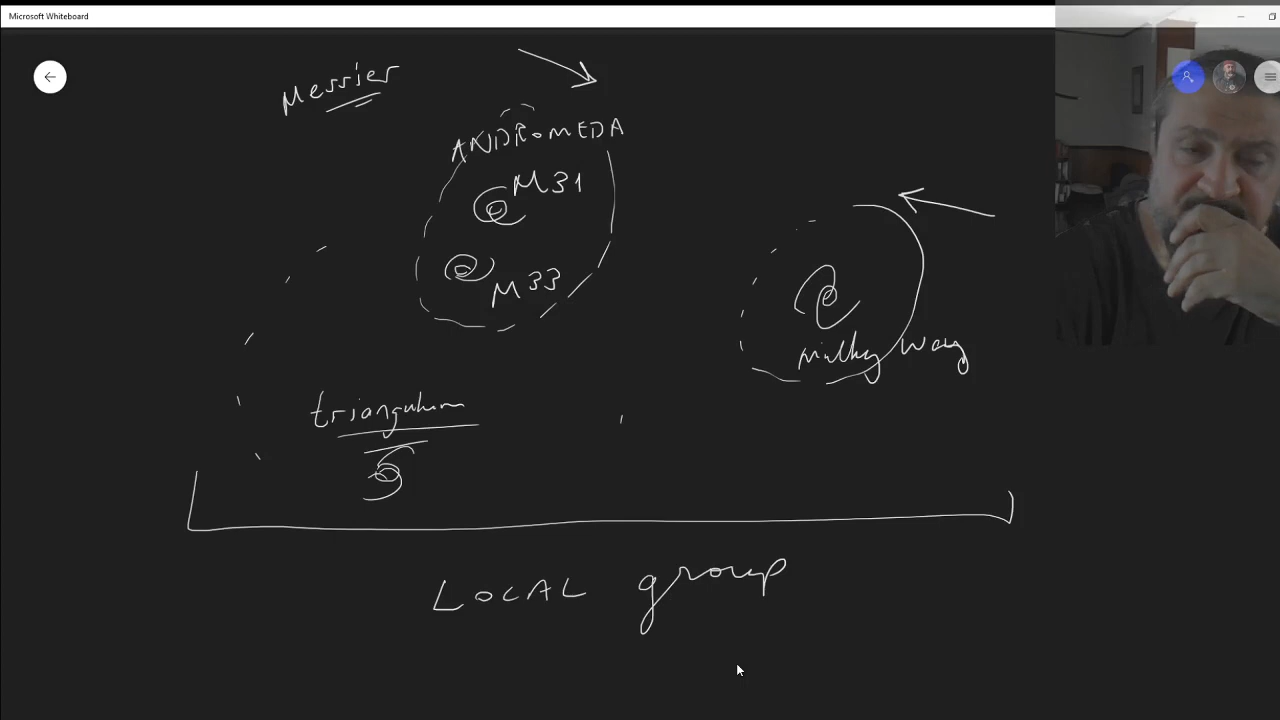 Microsoft Whiteboard
Messier
ANDROMEDA
M31
M33
Milky Way
triangulum
LOCAL group